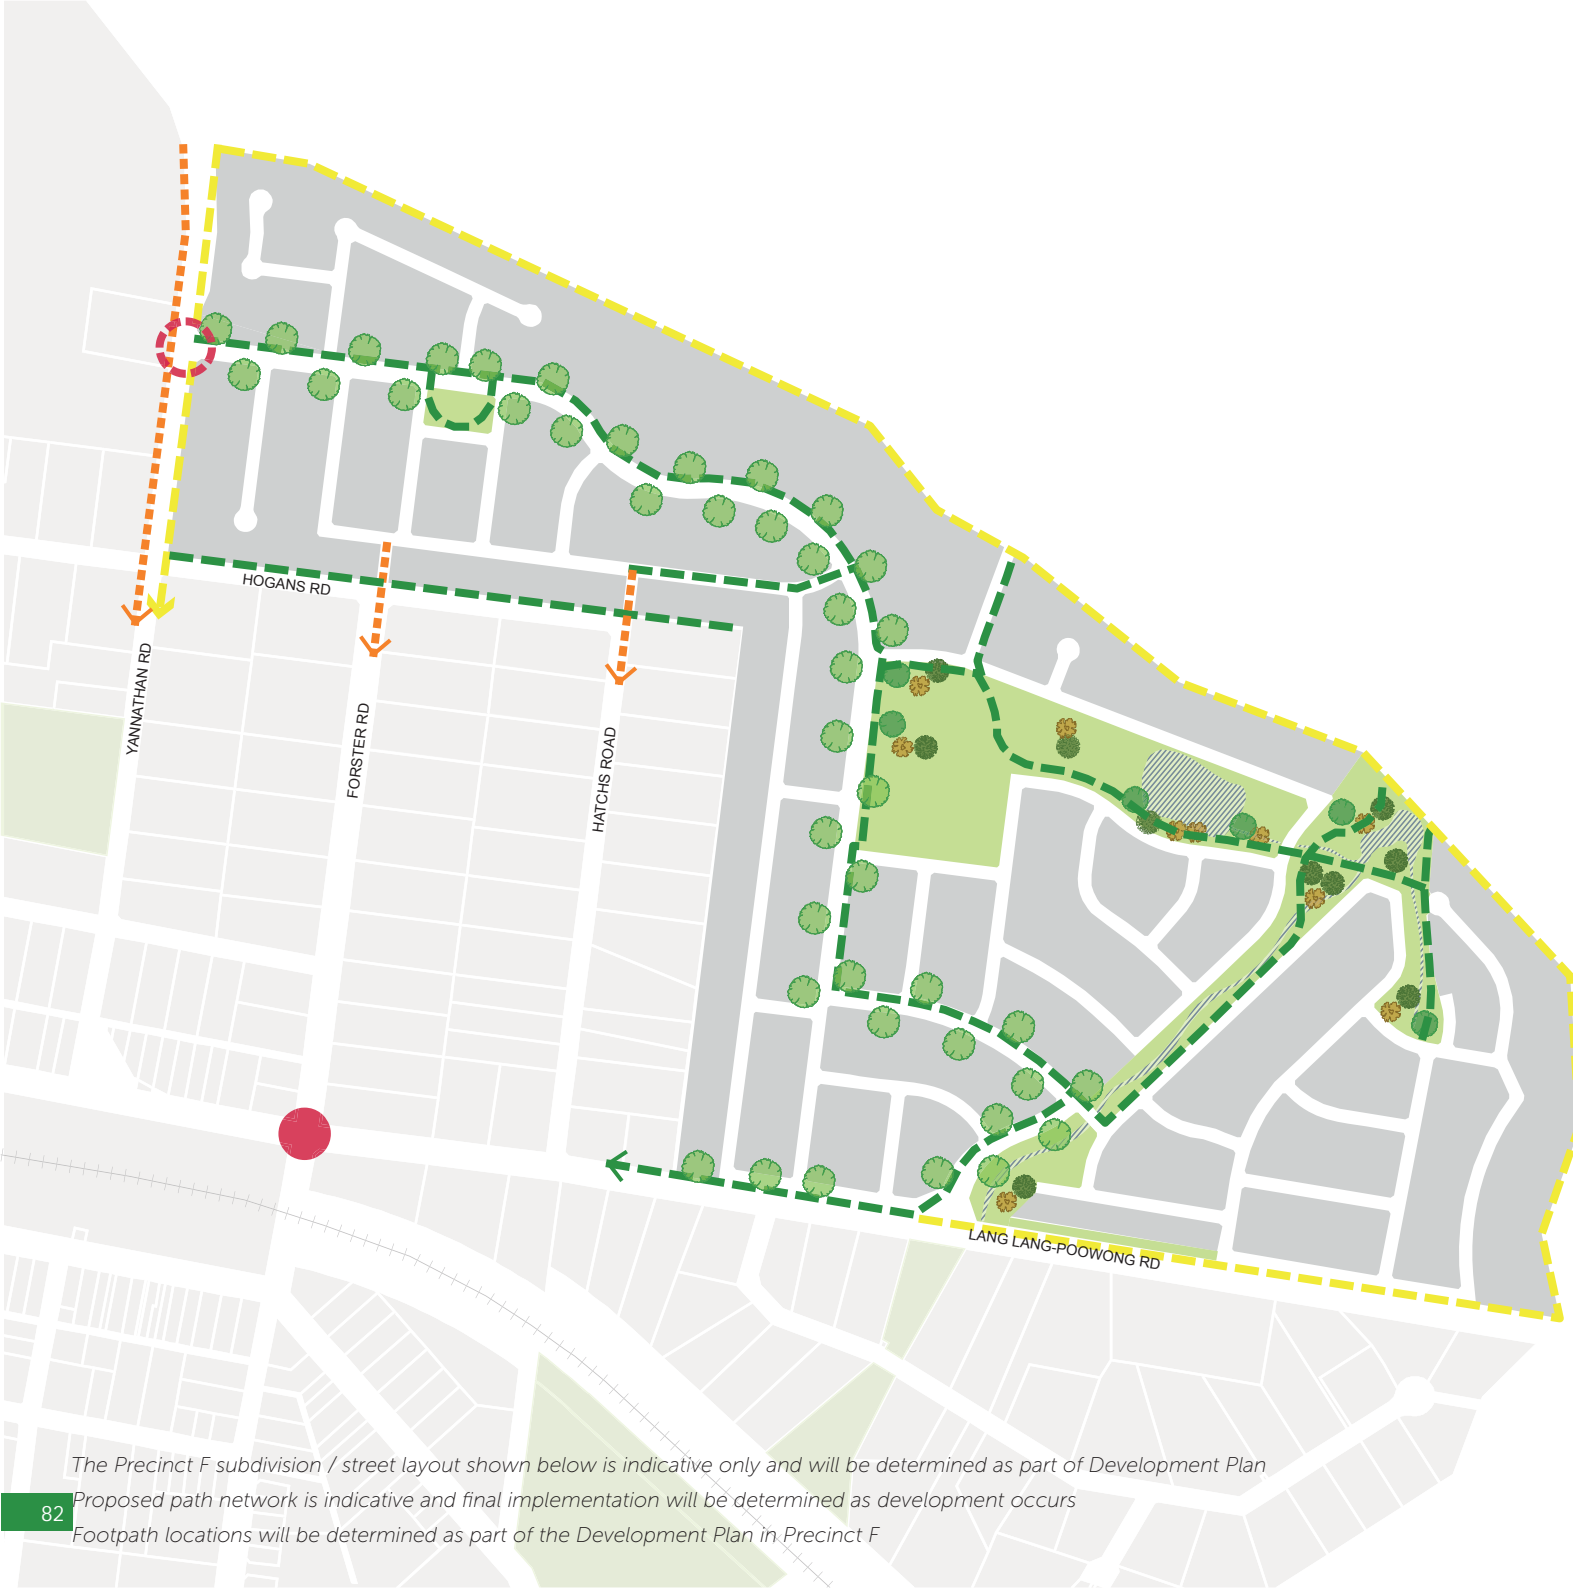 HOGANS RD
YANNATHAN RD
FORSTER RD
HATCHS ROAD
LANG LANG-POOWONG RD
The Precinct F subdivision / street layout shown below is indicative only and will be determined as part of Development Plan
Proposed path network is indicative and final implementation will be determined as development occurs
82
Footpath locations will be determined as part of the Development Plan in Precinct F